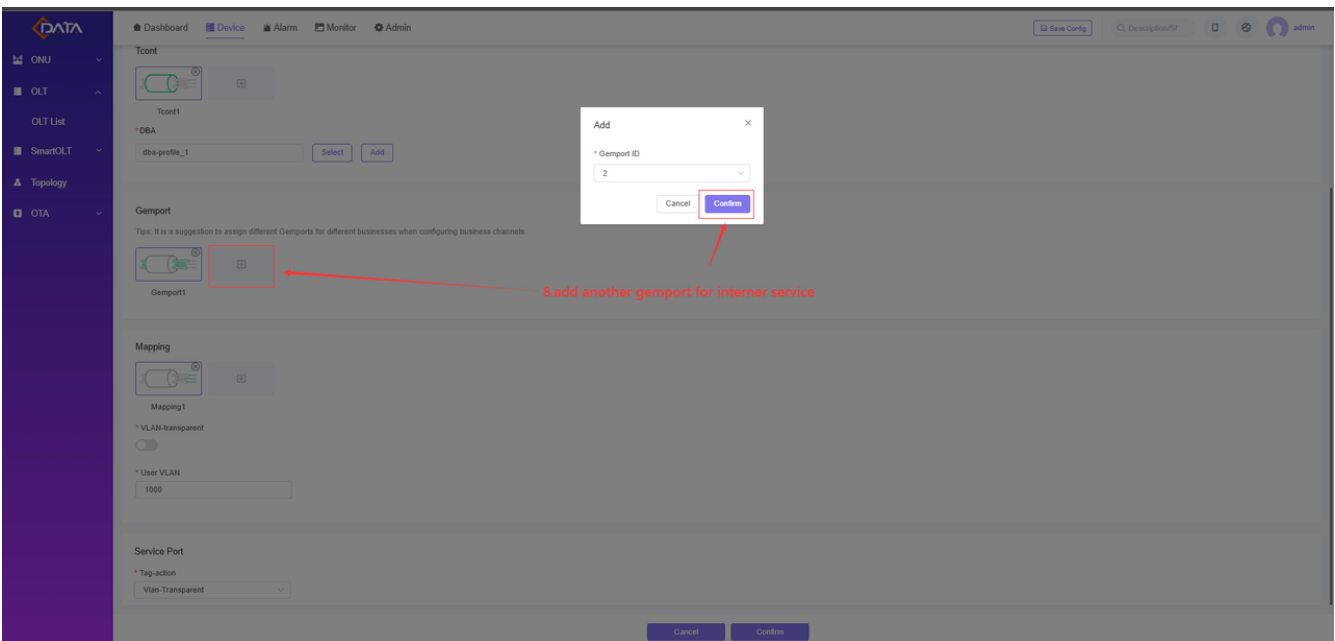 DATA
Dashboard Device Alarm Monitor Admin Save Config Description/SN admin
ONU
OLT
OLT List
SmartOLT
Topology
OTA
Tcont
Tcont1
* DBA
dba-profile_1 Select Add
Gemport
Tips: It is a suggestion to assign different Gemports for different businesses when configuring business channels
Gemport1
Add
* Gemport ID
2
Cancel Confirm
8.add another gemport for interner service
Mapping
Mapping1
* VLAN-transparent
* User VLAN
1000
Service Port
* Tag-action
Vlan-Transparent
Cancel Confirm